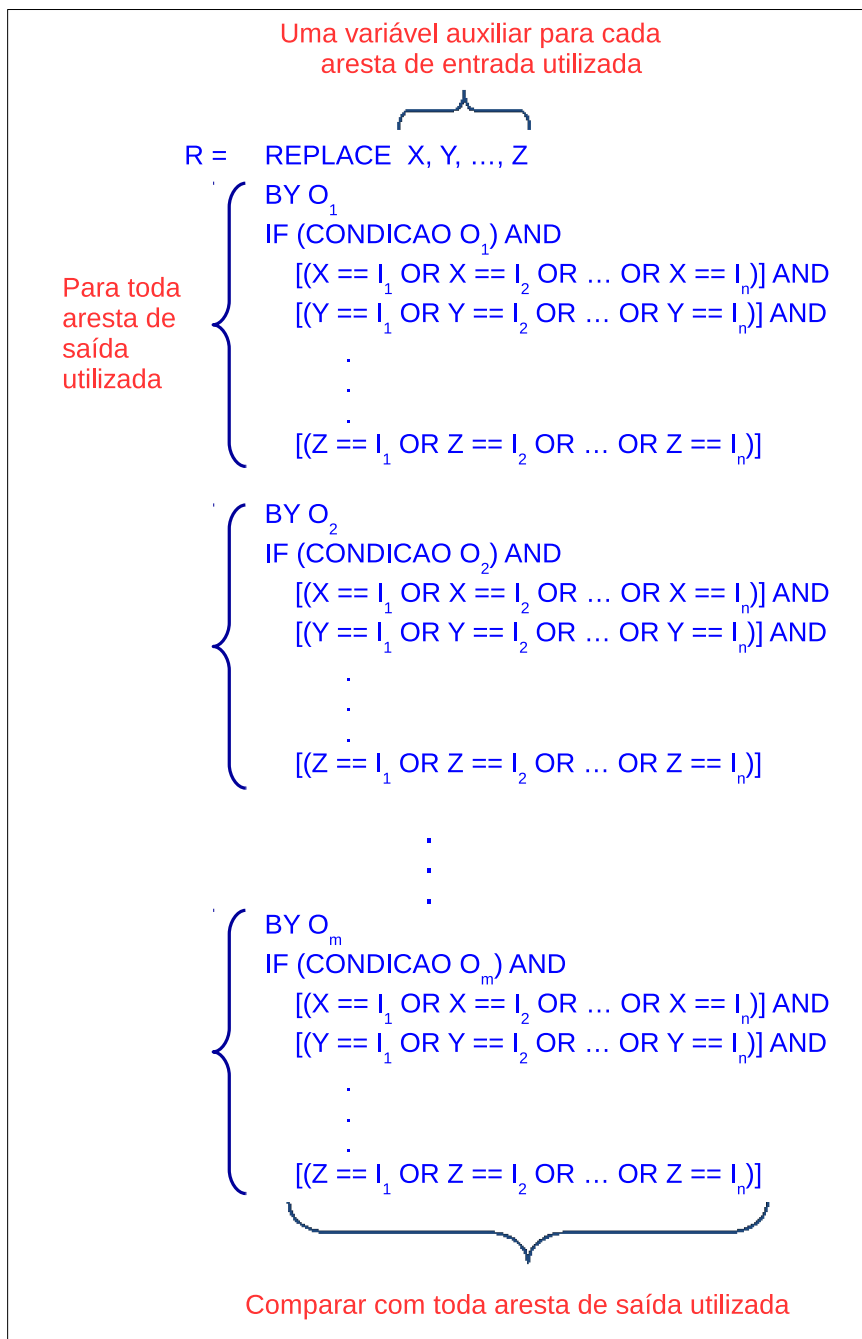 Uma variável auxiliar para cada
aresta de entrada utilizada
R = REPLACE X, Y, …, Z
BY O₁
IF (CONDICAO O₁) AND
[(X == I₁ OR X == I₂ OR … OR X == Iₙ)] AND
[(Y == I₁ OR Y == I₂ OR … OR Y == Iₙ)] AND
.
.
.
[(Z == I₁ OR Z == I₂ OR … OR Z == Iₙ)]
Para toda
aresta de
saída
utilizada
BY O₂
IF (CONDICAO O₂) AND
[(X == I₁ OR X == I₂ OR … OR X == Iₙ)] AND
[(Y == I₁ OR Y == I₂ OR … OR Y == Iₙ)] AND
.
.
.
[(Z == I₁ OR Z == I₂ OR … OR Z == Iₙ)]
.
.
.
BY Oₘ
IF (CONDICAO Oₘ) AND
[(X == I₁ OR X == I₂ OR … OR X == Iₙ)] AND
[(Y == I₁ OR Y == I₂ OR … OR Y == Iₙ)] AND
.
.
.
[(Z == I₁ OR Z == I₂ OR … OR Z == Iₙ)]
Comparar com toda aresta de saída utilizada